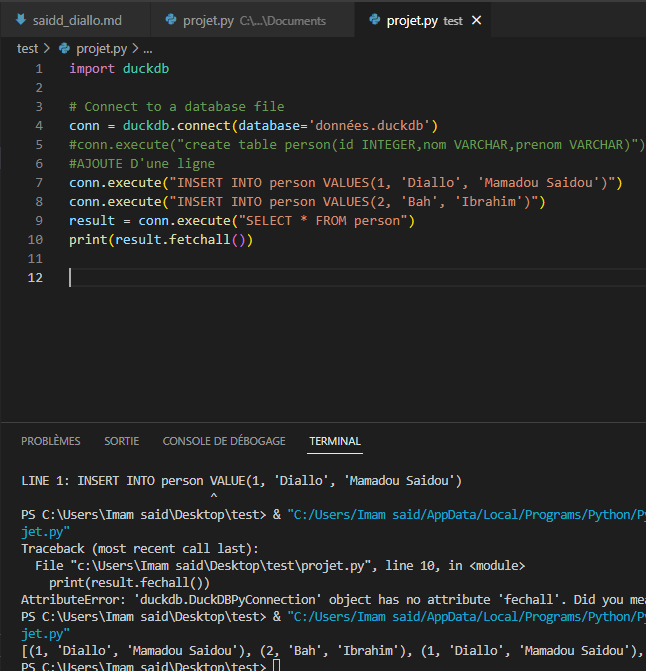 saidd_diallo.md projet.py C:\...\Documents projet.py test
test > projet.py > ...
1 import duckdb
2
3 # Connect to a database file
4 conn = duckdb.connect(database='données.duckdb')
5 #conn.execute("create table person(id INTEGER,nom VARCHAR,prenom VARCHAR)")
6 #AJOUTE D'une ligne
7 conn.execute("INSERT INTO person VALUES(1, 'Diallo', 'Mamadou Saidou')")
8 conn.execute("INSERT INTO person VALUES(2, 'Bah', 'Ibrahim')")
9 result = conn.execute("SELECT * FROM person")
10 print(result.fetchall())
11
12
PROBLÈMES SORTIE CONSOLE DE DÉBOGAGE TERMINAL
LINE 1: INSERT INTO person VALUE(1, 'Diallo', 'Mamadou Saidou')
^
PS C:\Users\Imam said\Desktop\test> & "C:/Users/Imam said/AppData/Local/Programs/Python/Py
jet.py"
Traceback (most recent call last):
File "c:\Users\Imam said\Desktop\test\projet.py", line 10, in <module>
print(result.fechall())
AttributeError: 'duckdb.DuckDBPyConnection' object has no attribute 'fechall'. Did you mea
PS C:\Users\Imam said\Desktop\test> & "C:/Users/Imam said/AppData/Local/Programs/Python/Py
jet.py"
[(1, 'Diallo', 'Mamadou Saidou'), (2, 'Bah', 'Ibrahim'), (1, 'Diallo', 'Mamadou Saidou'),
PS C:\Users\Imam said\Desktop\test>